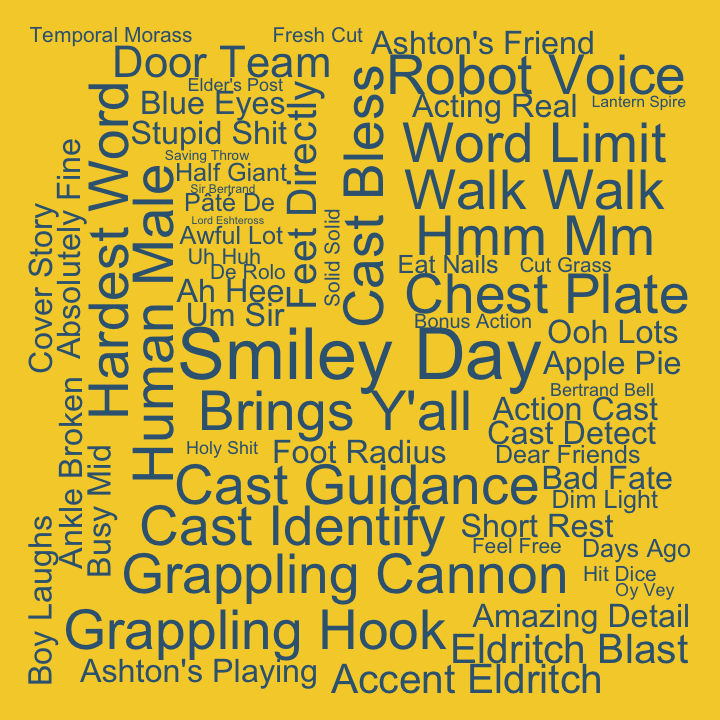 Temporal Morass
Fresh Cut
Ashton's Friend
Door Team
Robot Voice
Elder's Post
Blue Eyes
Acting Real
Lantern Spire
Stupid Shit
Word Limit
Saving Throw
Half Giant
Sir Bertrand
Pâté De
Walk Walk
Lord Eshteross
Awful Lot
Hmm Mm
Uh Huh
De Rolo
Eat Nails
Cut Grass
Ah Hee
Chest Plate
Um Sir
Bonus Action
Ooh Lots
Smiley Day
Apple Pie
Bertrand Bell
Brings Y'all
Action Cast
Cast Detect
Holy Shit
Foot Radius
Dear Friends
Cast Guidance
Bad Fate
Dim Light
Cast Identify
Short Rest
Feel Free
Days Ago
Grappling Cannon
Hit Dice
Oy Vey
Grappling Hook
Amazing Detail
Eldritch Blast
Ashton's Playing
Accent Eldritch
Cover Story
Absolutely Fine
Hardest Word
Human Male
Feet Directly
Solid Solid
Cast Bless
Ankle Broken
Busy Mid
Boy Laughs